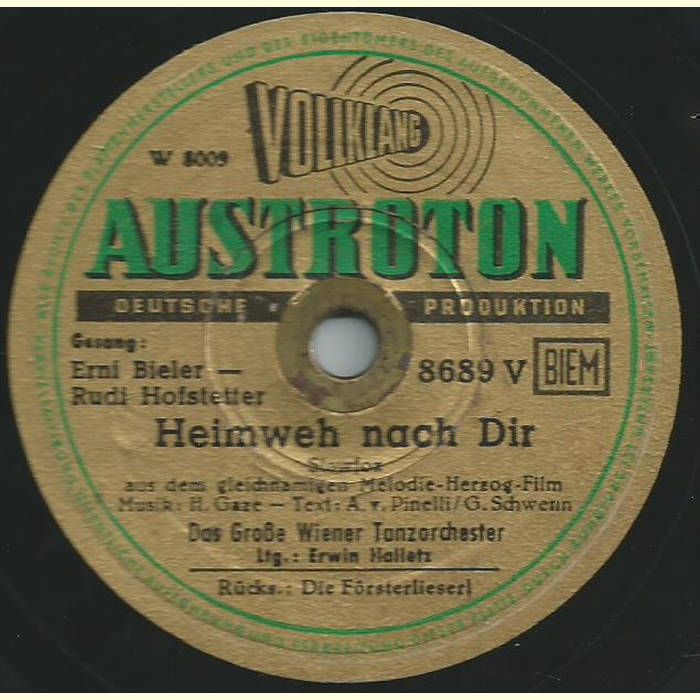 VOLLKLANG
W 8009
AUSTROTON
DEUTSCHE PRODUKTION
Gesang:
Erni Bieler —
Rudi Hofstetter
8689 V BIEM
Heimweh nach Dir
Slowfox
aus dem gleichnamigen Melodie-Herzog-Film
Musik: H. Gaze — Text: A. v. Pinelli/G. Schwenn
Das Große Wiener Tanzorchester
Ltg.: Erwin Halletz
Rücks.: Die Försterlieserl